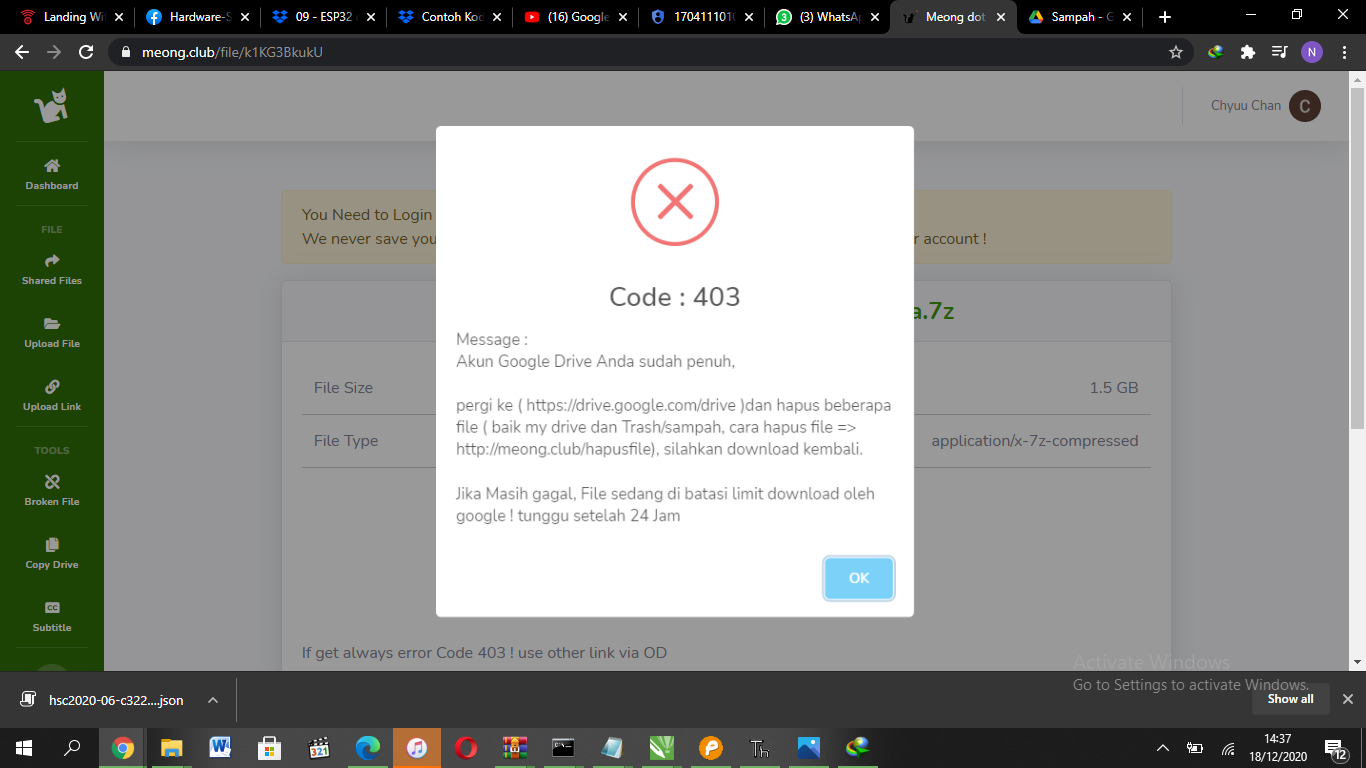 Landing Wi
Hardware-S
09 - ESP32
Contoh Kod
(16) Google
1704111010
(3) WhatsAp
Meong dot
Sampah - G
meong.club/file/k1KG3BkukU
N
Chyuu Chan
C
Dashboard
FILE
Shared Files
Upload File
Upload Link
TOOLS
Broken File
Copy Drive
CC
Subtitle
You Need to Login
We never save you
r account !
a.7z
File Size
1.5 GB
File Type
application/x-7z-compressed
If get always error Code 403 ! use other link via OD
Code : 403
Message :
Akun Google Drive Anda sudah penuh,
pergi ke ( https://drive.google.com/drive )dan hapus beberapa
file ( baik my drive dan Trash/sampah, cara hapus file =>
http://meong.club/hapusfile), silahkan download kembali.
Jika Masih gagal, File sedang di batasi limit download oleh
google ! tunggu setelah 24 Jam
OK
Activate Windows
Go to Settings to activate Windows.
hsc2020-06-c322....json
Show all
321
Th
14:37
18/12/2020
12